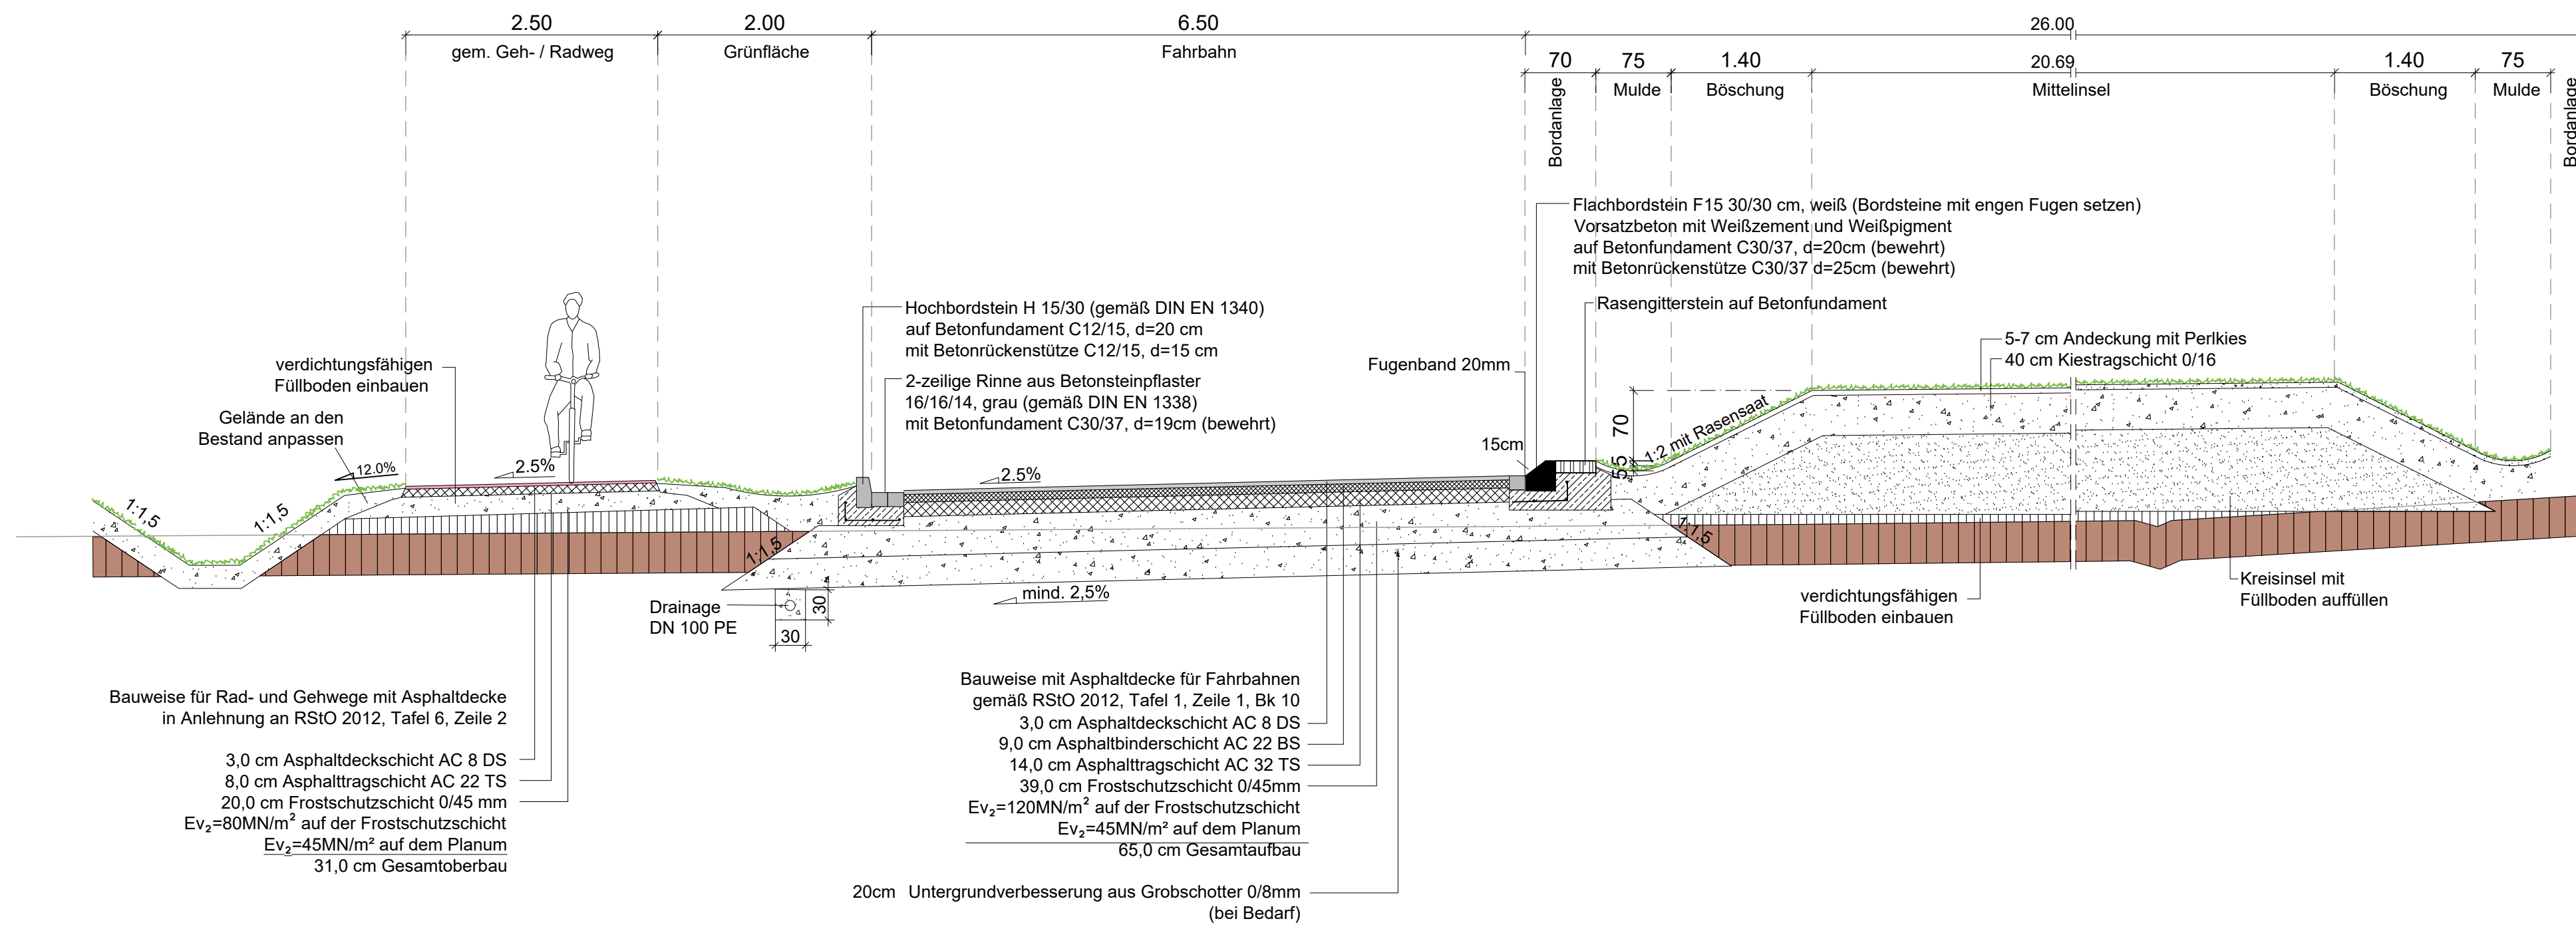 2.50
2.00
6.50
26.00
gem. Geh- / Radweg
Grünfläche
Fahrbahn
70
75
1.40
20.69
1.40
75
Bordanlage
Mulde
Böschung
Mittelinsel
Böschung
Mulde
Bordanlage
Flachbordstein F15 30/30 cm, weiß (Bordsteine mit engen Fugen setzen)
Vorsatzbeton mit Weißzement und Weißpigment
auf Betonfundament C30/37, d=20cm (bewehrt)
mit Betonrückenstütze C30/37 d=25cm (bewehrt)
Rasengitterstein auf Betonfundament
Hochbordstein H 15/30 (gemäß DIN EN 1340)
auf Betonfundament C12/15, d=20 cm
mit Betonrückenstütze C12/15, d=15 cm
2-zeilige Rinne aus Betonsteinpflaster
16/16/14, grau (gemäß DIN EN 1338)
mit Betonfundament C30/37, d=19cm (bewehrt)
Fugenband 20mm
15cm
5-7 cm Andeckung mit Perlkies
40 cm Kiestragschicht 0/16
verdichtungsfähigen
Füllboden einbauen
Gelände an den
Bestand anpassen
12.0%
2.5%
2.5%
70
5
5
1:2 mit Rasensaat
1:1,5
1:1,5
1:1,5
1:1,5
Drainage
DN 100 PE
30
30
mind. 2,5%
verdichtungsfähigen
Füllboden einbauen
Kreisinsel mit
Füllboden auffüllen
Bauweise für Rad- und Gehwege mit Asphaltdecke
in Anlehnung an RStO 2012, Tafel 6, Zeile 2
3,0 cm Asphaltdeckschicht AC 8 DS
8,0 cm Asphalttragschicht AC 22 TS
20,0 cm Frostschutzschicht 0/45 mm
Ev₂=80MN/m² auf der Frostschutzschicht
Ev₂=45MN/m² auf dem Planum
31,0 cm Gesamtoberbau
Bauweise mit Asphaltdecke für Fahrbahnen
gemäß RStO 2012, Tafel 1, Zeile 1, Bk 10
3,0 cm Asphaltdeckschicht AC 8 DS
9,0 cm Asphaltbinderschicht AC 22 BS
14,0 cm Asphalttragschicht AC 32 TS
39,0 cm Frostschutzschicht 0/45mm
Ev₂=120MN/m² auf der Frostschutzschicht
Ev₂=45MN/m² auf dem Planum
65,0 cm Gesamtaufbau
20cm Untergrundverbesserung aus Grobschotter 0/8mm
(bei Bedarf)